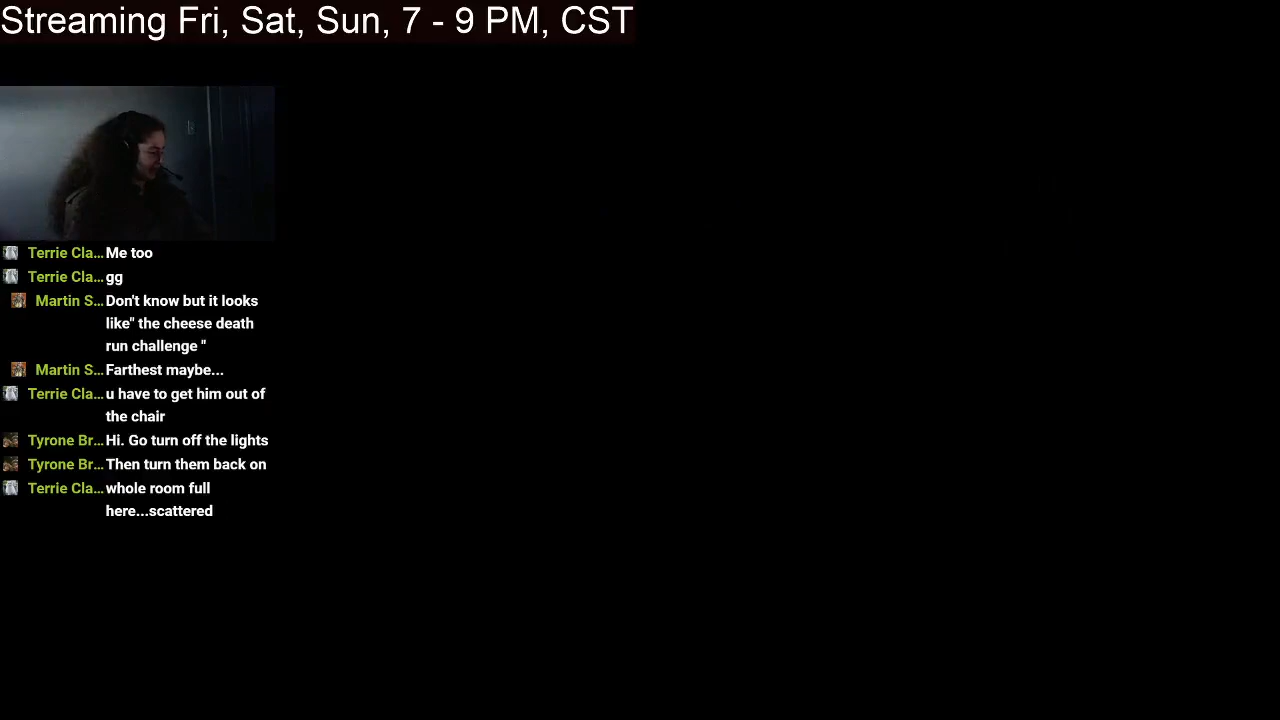 Streaming Fri, Sat, Sun, 7 - 9 PM, CST
Terrie Cla... Me too
Terrie Cla... gg
Martin S... Don't know but it looks
like" the cheese death
run challenge "
Martin S... Farthest maybe...
Terrie Cla... u have to get him out of
the chair
Tyrone Br... Hi. Go turn off the lights
Tyrone Br... Then turn them back on
Terrie Cla... whole room full
here...scattered